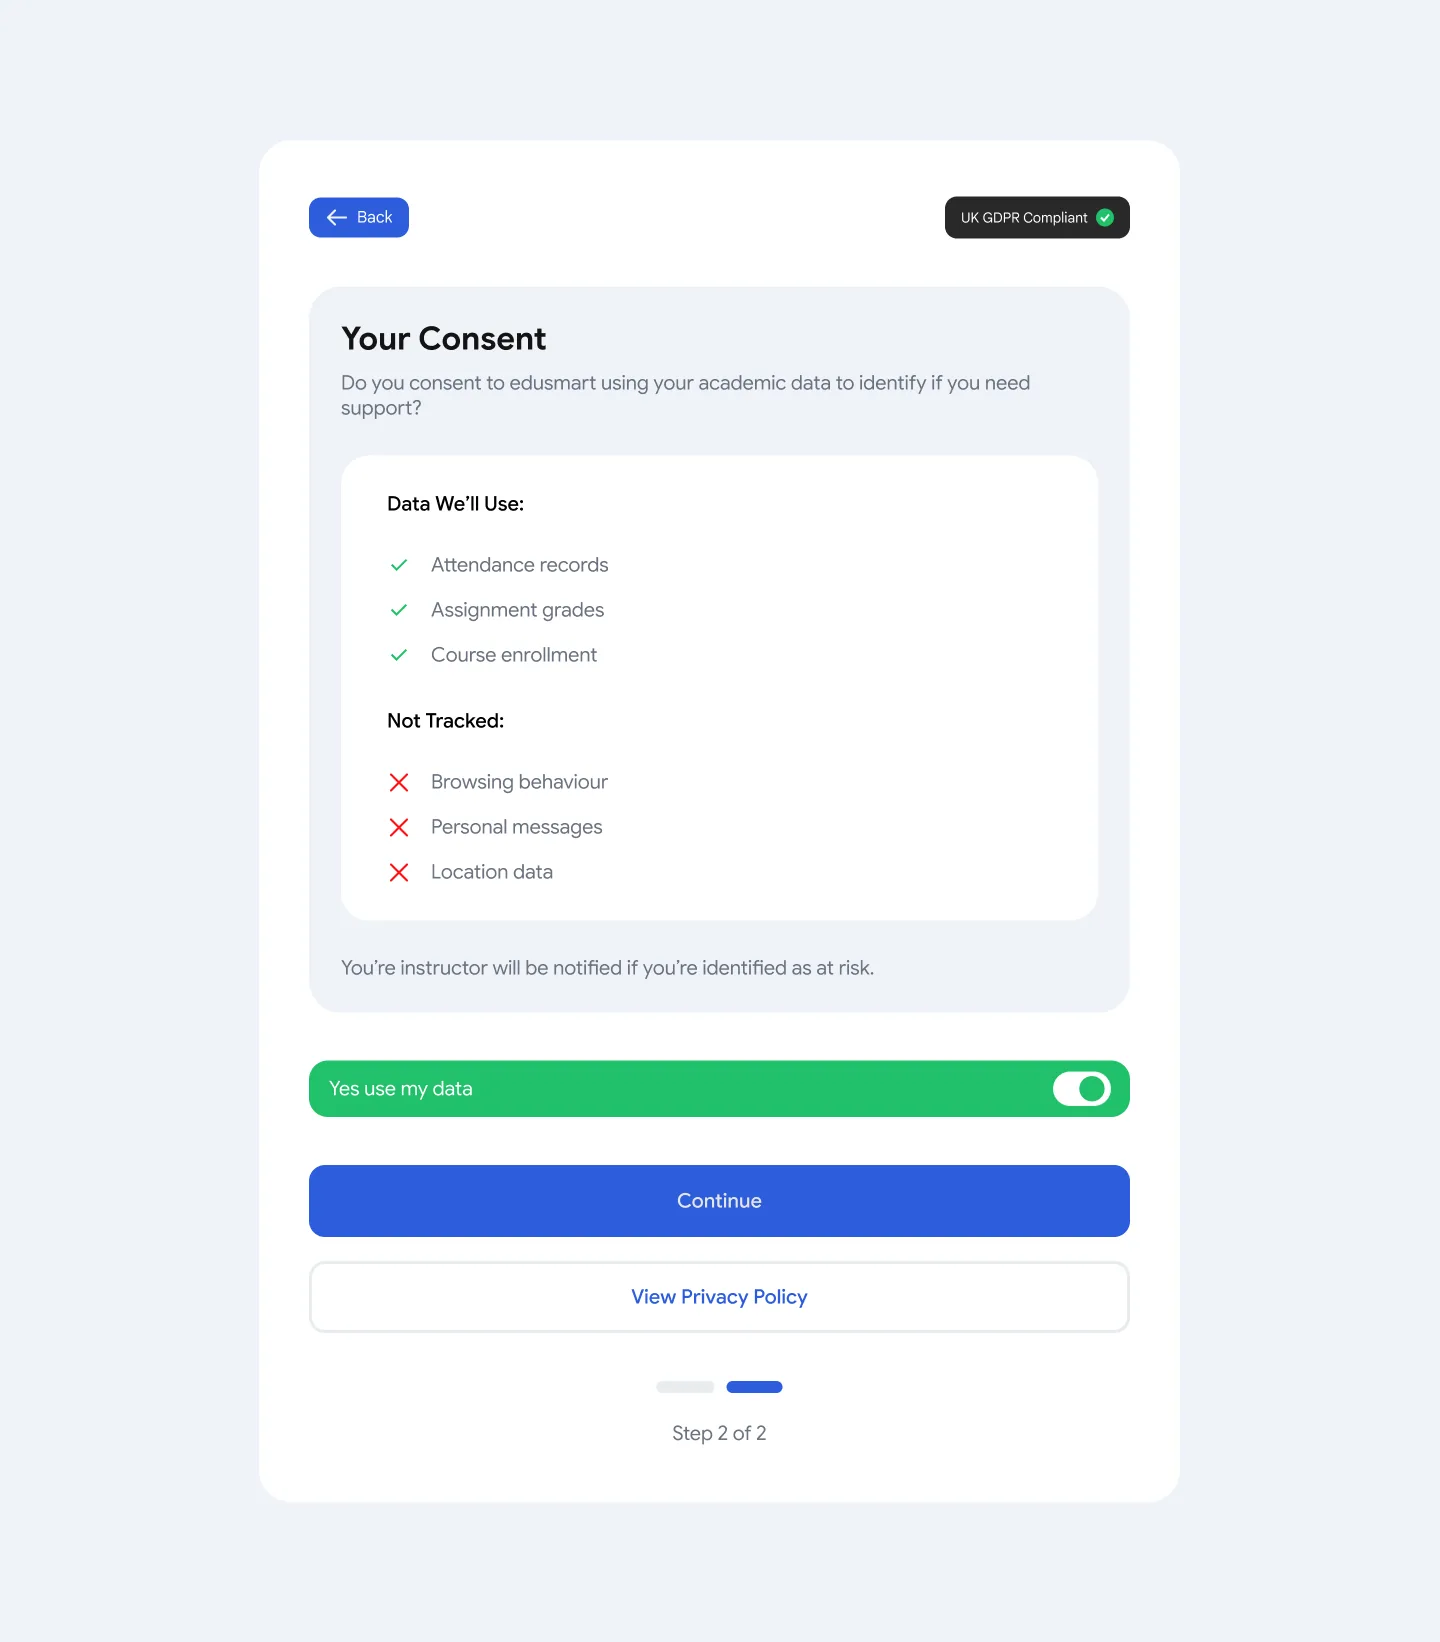 Back
UK GDPR Compliant
Your Consent
Do you consent to edusmart using your academic data to identify if you need
support?
Data We’ll Use:
Attendance records
Assignment grades
Course enrollment
Not Tracked:
Browsing behaviour
Personal messages
Location data
You’re instructor will be notified if you’re identified as at risk.
Yes use my data
Continue
View Privacy Policy
Step 2 of 2